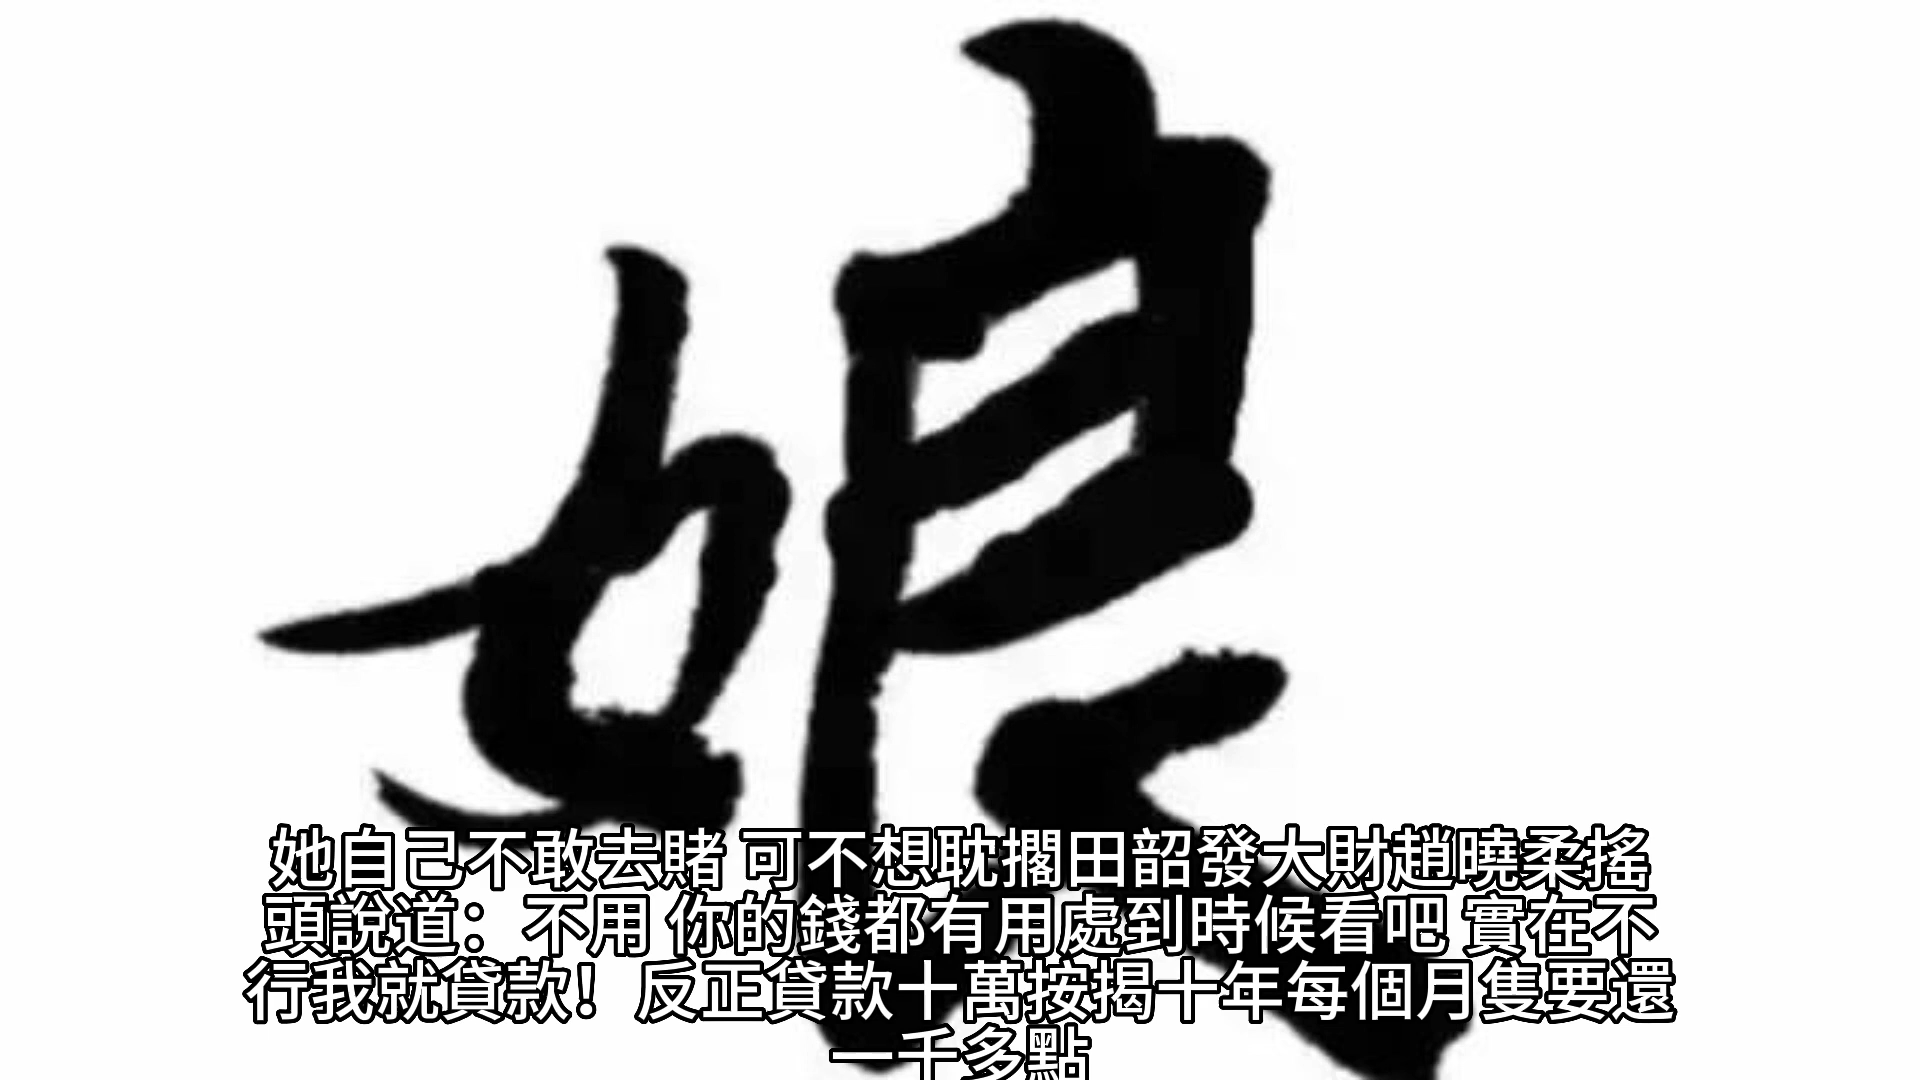 娘
她自己不敢去賭 可不想耽擱田韶發大財趙曉柔搖
頭說道：不用 你的錢都有用處到時候看吧 實在不
行我就貸款！反正貸款十萬按揭十年每個月隻要還
一千多點